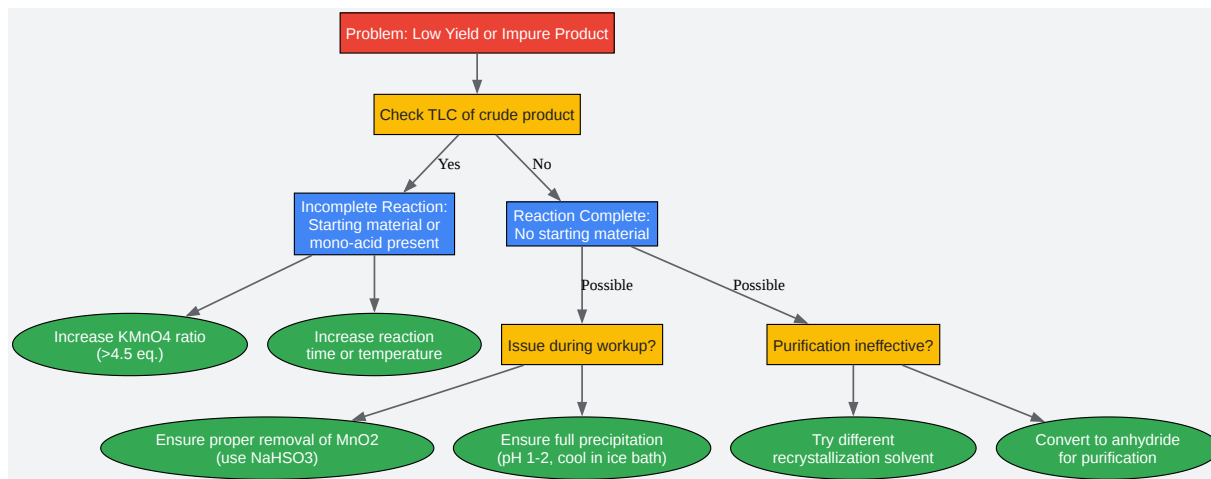 Problem: Low Yield or Impure Product
Check TLC of crude product
Yes
No
Incomplete Reaction:
Starting material or
mono-acid present
Reaction Complete:
No starting material
Possible
Possible
Increase KMnO4 ratio
(>4.5 eq.)
Increase reaction
time or temperature
Issue during workup?
Purification ineffective?
Ensure proper removal of MnO2
(use NaHSO3)
Ensure full precipitation
(pH 1-2, cool in ice bath)
Try different
recrystallization solvent
Convert to anhydride
for purification